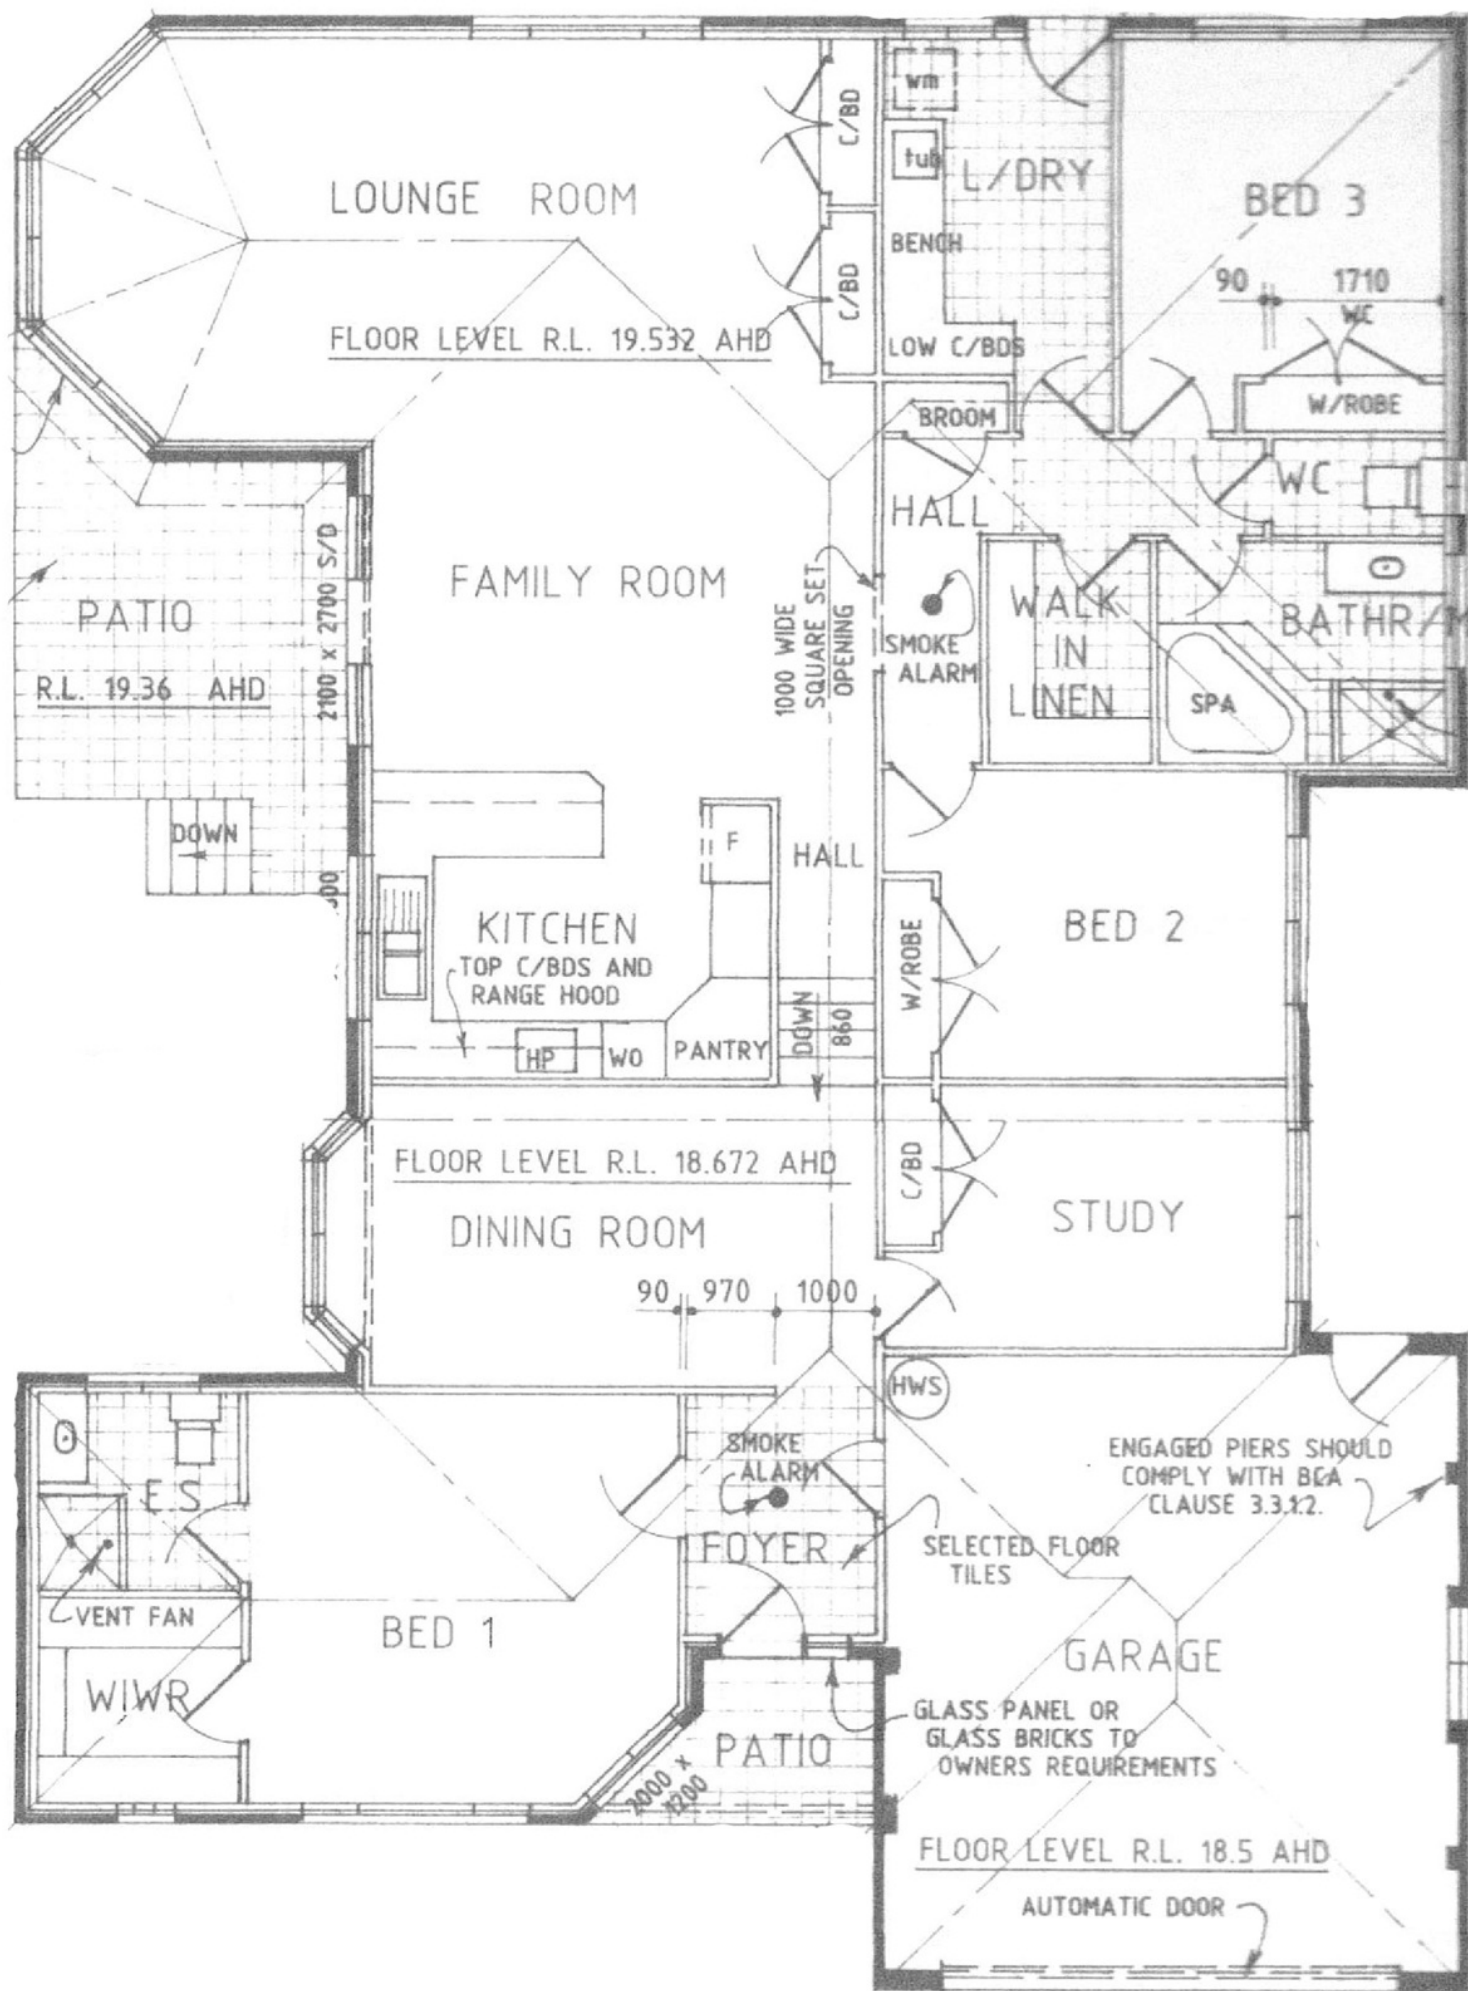 wm
C/BD
tub
L/DRY
LOUNGE ROOM
BED 3
BENCH
C/BD
90
1710
WC
FLOOR LEVEL R.L. 19.532 AHD
LOW C/BDS
BROOM
W/ROBE
WC
HALL
2100 x 2700 S/D
FAMILY ROOM
1000 WIDE
SQUARE SET
OPENING
PATIO
WALK
IN
LINEN
BATHR/M
SMOKE
ALARM
R.L. 19.36 AHD
SPA
DOWN
F
HALL
KITCHEN
TOP C/BDS AND
RANGE HOOD
W/ROBE
BED 2
DOWN
860
HP
WO
PANTRY
FLOOR LEVEL R.L. 18.672 AHD
C/BD
DINING ROOM
STUDY
90
970
1000
HWS
SMOKE
ALARM
ENGAGED PIERS SHOULD
COMPLY WITH BCA
CLAUSE 3.3.1.2.
ES
FOYER
SELECTED FLOOR
TILES
VENT FAN
BED 1
GARAGE
WIWR
GLASS PANEL OR
GLASS BRICKS TO
OWNERS REQUIREMENTS
PATIO
2000 x
1200
FLOOR LEVEL R.L. 18.5 AHD
AUTOMATIC DOOR